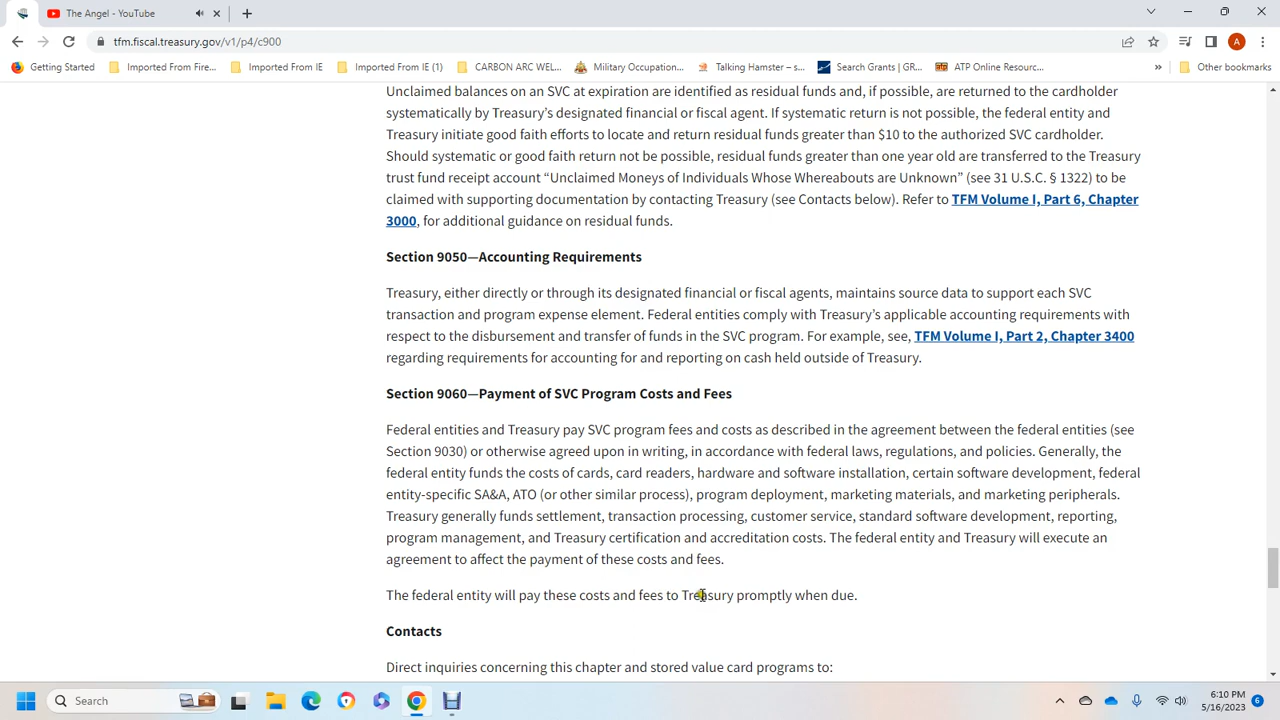 The Angel - YouTube
tfm.fiscal.treasury.gov/v1/p4/c900
A
Getting Started
Imported From Fire...
Imported From IE
Imported From IE (1)
CARBON ARC WEL...
Military Occupation...
Talking Hamster – s...
Search Grants | GR...
ATP Online Resourc...
»
Other bookmarks
Unclaimed balances on an SVC at expiration are identified as residual funds and, if possible, are returned to the cardholder
systematically by Treasury’s designated financial or fiscal agent. If systematic return is not possible, the federal entity and
Treasury initiate good faith efforts to locate and return residual funds greater than $10 to the authorized SVC cardholder.
Should systematic or good faith return not be possible, residual funds greater than one year old are transferred to the Treasury
trust fund receipt account “Unclaimed Moneys of Individuals Whose Whereabouts are Unknown” (see 31 U.S.C. § 1322) to be
claimed with supporting documentation by contacting Treasury (see Contacts below). Refer to TFM Volume I, Part 6, Chapter
3000, for additional guidance on residual funds.
Section 9050—Accounting Requirements
Treasury, either directly or through its designated financial or fiscal agents, maintains source data to support each SVC
transaction and program expense element. Federal entities comply with Treasury’s applicable accounting requirements with
respect to the disbursement and transfer of funds in the SVC program. For example, see, TFM Volume I, Part 2, Chapter 3400
regarding requirements for accounting for and reporting on cash held outside of Treasury.
Section 9060—Payment of SVC Program Costs and Fees
Federal entities and Treasury pay SVC program fees and costs as described in the agreement between the federal entities (see
Section 9030) or otherwise agreed upon in writing, in accordance with federal laws, regulations, and policies. Generally, the
federal entity funds the costs of cards, card readers, hardware and software installation, certain software development, federal
entity-specific SA&A, ATO (or other similar process), program deployment, marketing materials, and marketing peripherals.
Treasury generally funds settlement, transaction processing, customer service, standard software development, reporting,
program management, and Treasury certification and accreditation costs. The federal entity and Treasury will execute an
agreement to affect the payment of these costs and fees.
The federal entity will pay these costs and fees to Treasury promptly when due.
Contacts
Direct inquiries concerning this chapter and stored value card programs to:
Search
6:10 PM
5/16/2023
6